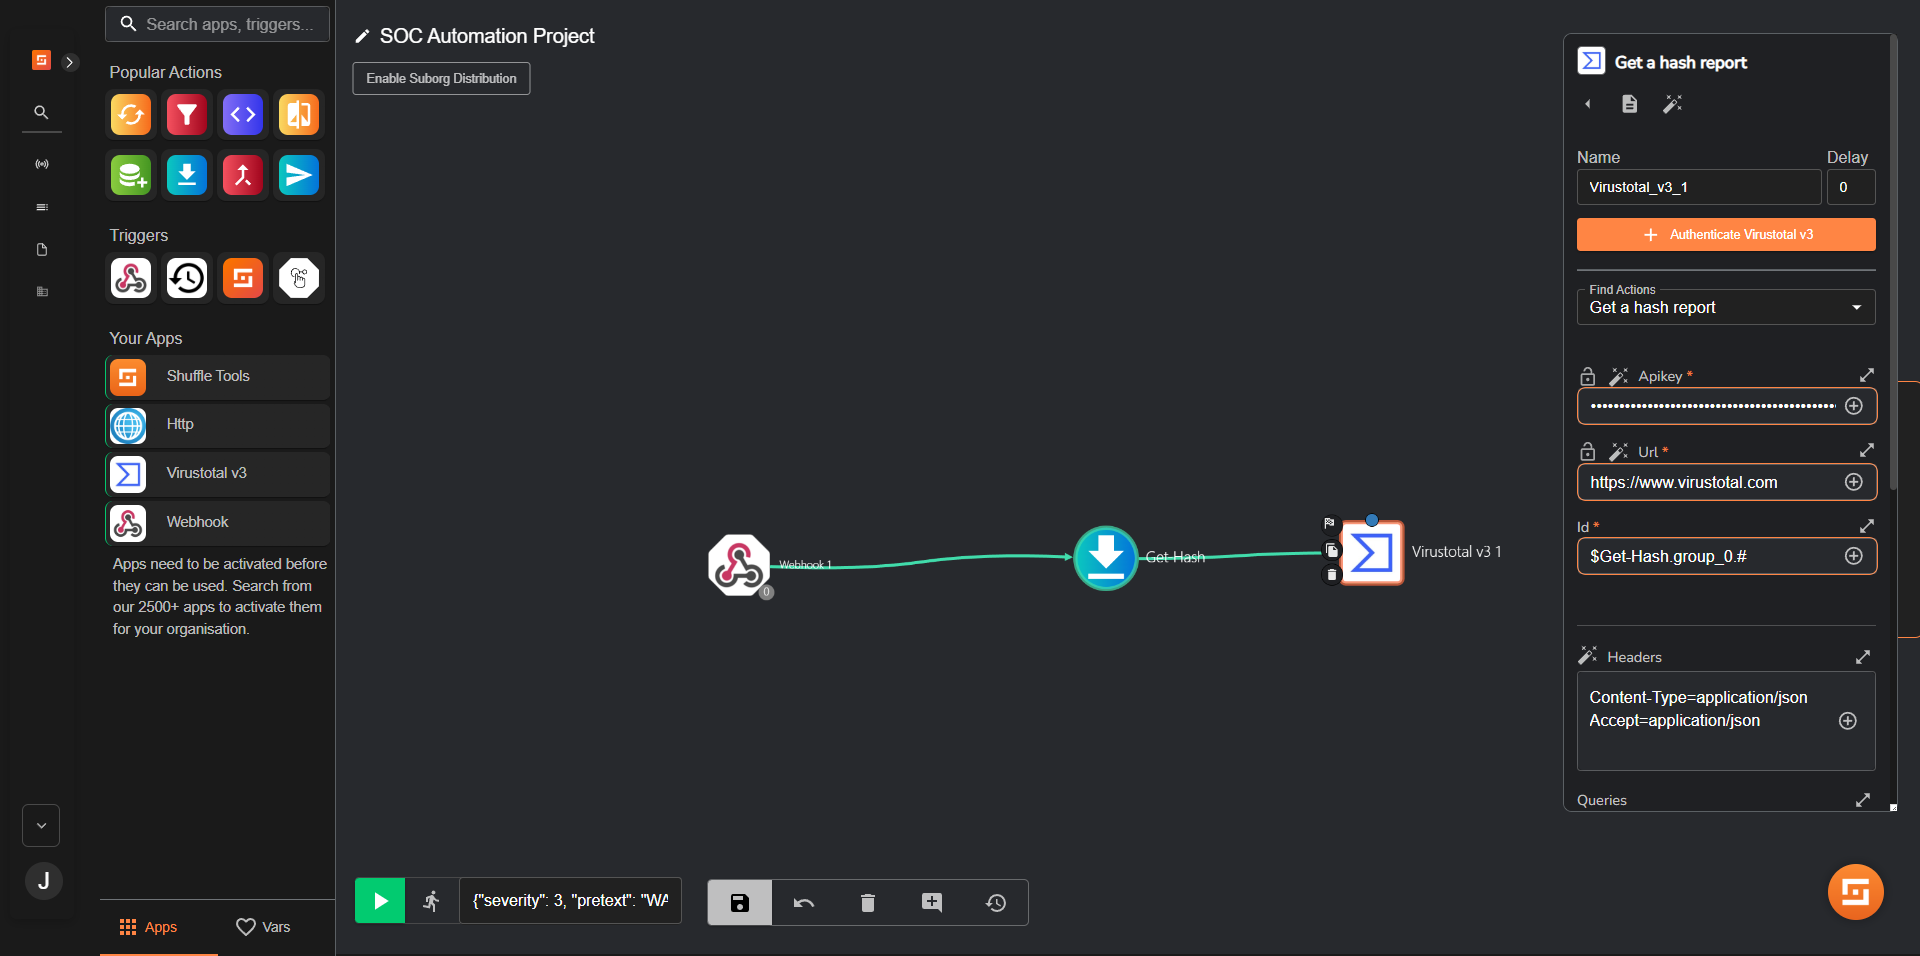 Search apps, triggers...
Popular Actions
Triggers
Your Apps
Shuffle Tools
Http
Virustotal v3
Webhook
Apps need to be activated before
they can be used. Search from
our 2500+ apps to activate them
for your organisation.
J
Apps
Vars
SOC Automation Project
Enable Suborg Distribution
Webhook 1
0
Get-Hash
Virustotal v3 1
{"severity": 3, "pretext": "WA
Get a hash report
Name
Delay
Virustotal_v3_1
0
Authenticate Virustotal v3
Find Actions
Get a hash report
Apikey *
Url *
https://www.virustotal.com
Id *
$Get-Hash.group_0.#
Headers
Content-Type=application/json
Accept=application/json
Queries